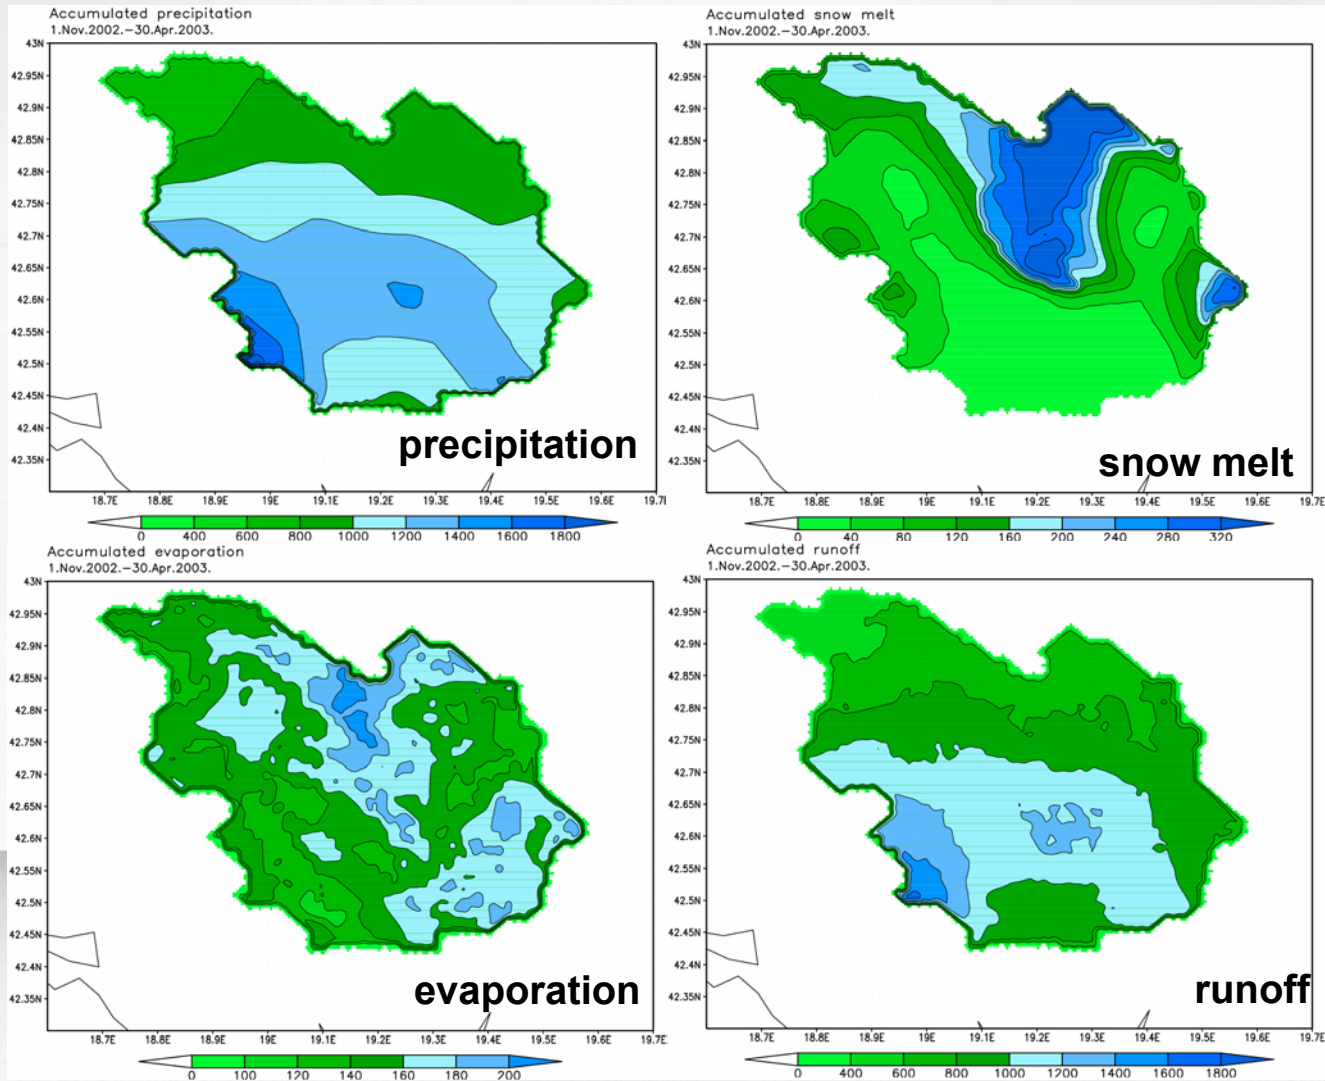 Accumulated precipitation
1.Nov.2002.−30.Apr.2003.
43N
42.95N
42.9N
42.85N
42.8N
42.75N
42.7N
42.65N
42.6N
42.55N
42.5N
42.45N
42.4N
42.35N
precipitation
18.7E 18.8E 18.9E 19E 19.1E 19.2E 19.3E 19.4E 19.5E 19.6E 19.7E
0 400 600 800 1000 1200 1400 1600 1800
Accumulated snow melt
1.Nov.2002.−30.Apr.2003.
43N
42.95N
42.9N
42.85N
42.8N
42.75N
42.7N
42.65N
42.6N
42.55N
42.5N
42.45N
42.4N
42.35N
snow melt
18.7E 18.8E 18.9E 19E 19.1E 19.2E 19.3E 19.4E 19.5E 19.6E 19.7E
0 40 80 120 160 200 240 280 320
Accumulated evaporation
1.Nov.2002.−30.Apr.2003.
43N
42.95N
42.9N
42.85N
42.8N
42.75N
42.7N
42.65N
42.6N
42.55N
42.5N
42.45N
42.4N
42.35N
evaporation
18.7E 18.8E 18.9E 19E 19.1E 19.2E 19.3E 19.4E 19.5E 19.6E 19.7E
0 100 120 140 160 180 200
Accumulated runoff
1.Nov.2002.−30.Apr.2003.
43N
42.95N
42.9N
42.85N
42.8N
42.75N
42.7N
42.65N
42.6N
42.55N
42.5N
42.45N
42.4N
42.35N
runoff
18.7E 18.8E 18.9E 19E 19.1E 19.2E 19.3E 19.4E 19.5E 19.6E 19.7E
0 400 600 800 1000 1200 1400 1600 1800